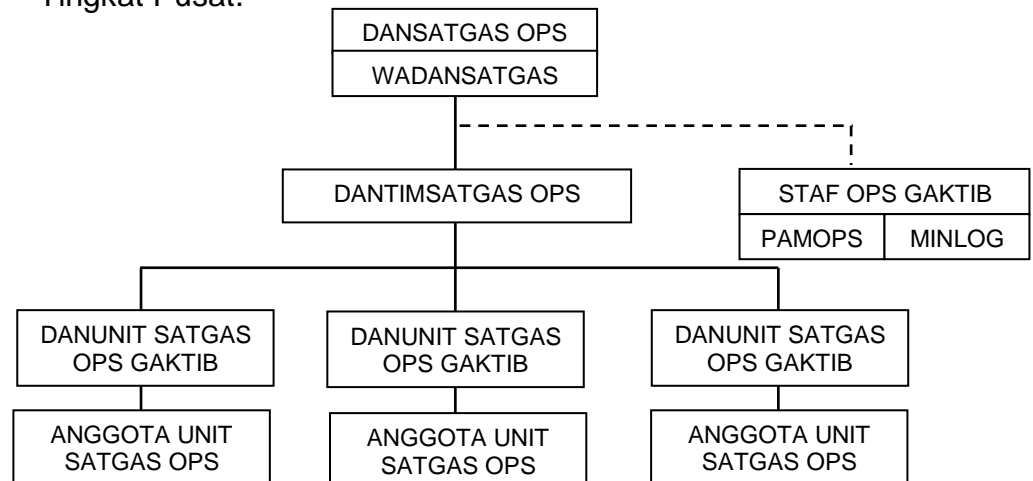 Tingkat Pusat.
DANSATGAS OPS
WADANSATGAS
DANTIMSATGAS OPS
STAF OPS GAKTIB
PAMOPS
MINLOG
DANUNIT SATGAS
OPS GAKTIB
DANUNIT SATGAS
OPS GAKTIB
DANUNIT SATGAS
OPS GAKTIB
ANGGOTA UNIT
SATGAS OPS
ANGGOTA UNIT
SATGAS OPS
ANGGOTA UNIT
SATGAS OPS